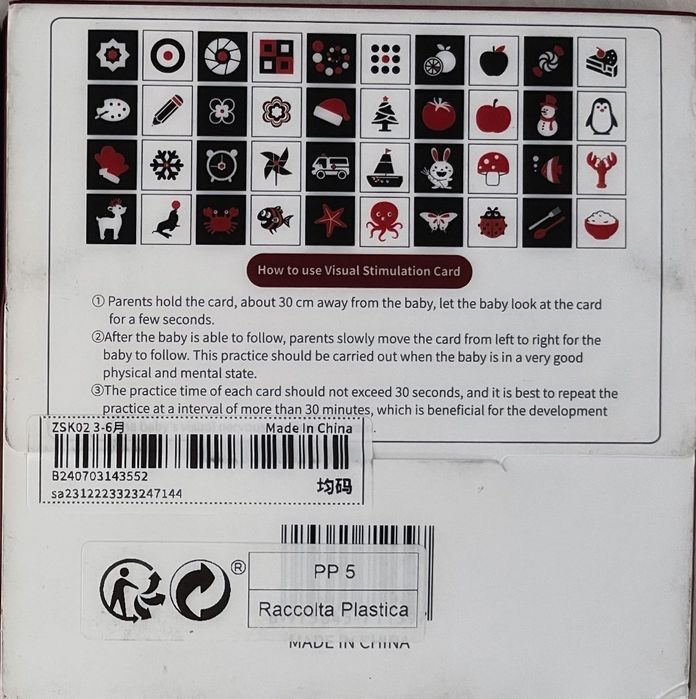 How to use Visual Stimulation Card
① Parents hold the card, about 30 cm away from the baby, let the baby look at the card
for a few seconds.
②After the baby is able to follow, parents slowly move the card from left to right for the
baby to follow. This practice should be carried out when the baby is in a very good
physical and mental state.
③The practice time of each card should not exceed 30 seconds, and it is best to repeat the
practice at a interval of more than 30 minutes, which is beneficial for the development
baby's visual nervous
ZSK02 3-6月 Made In China
B240703143552
sa2312223323247144 均码
®
PP 5
Raccolta Plastica
MADE IN CHINA